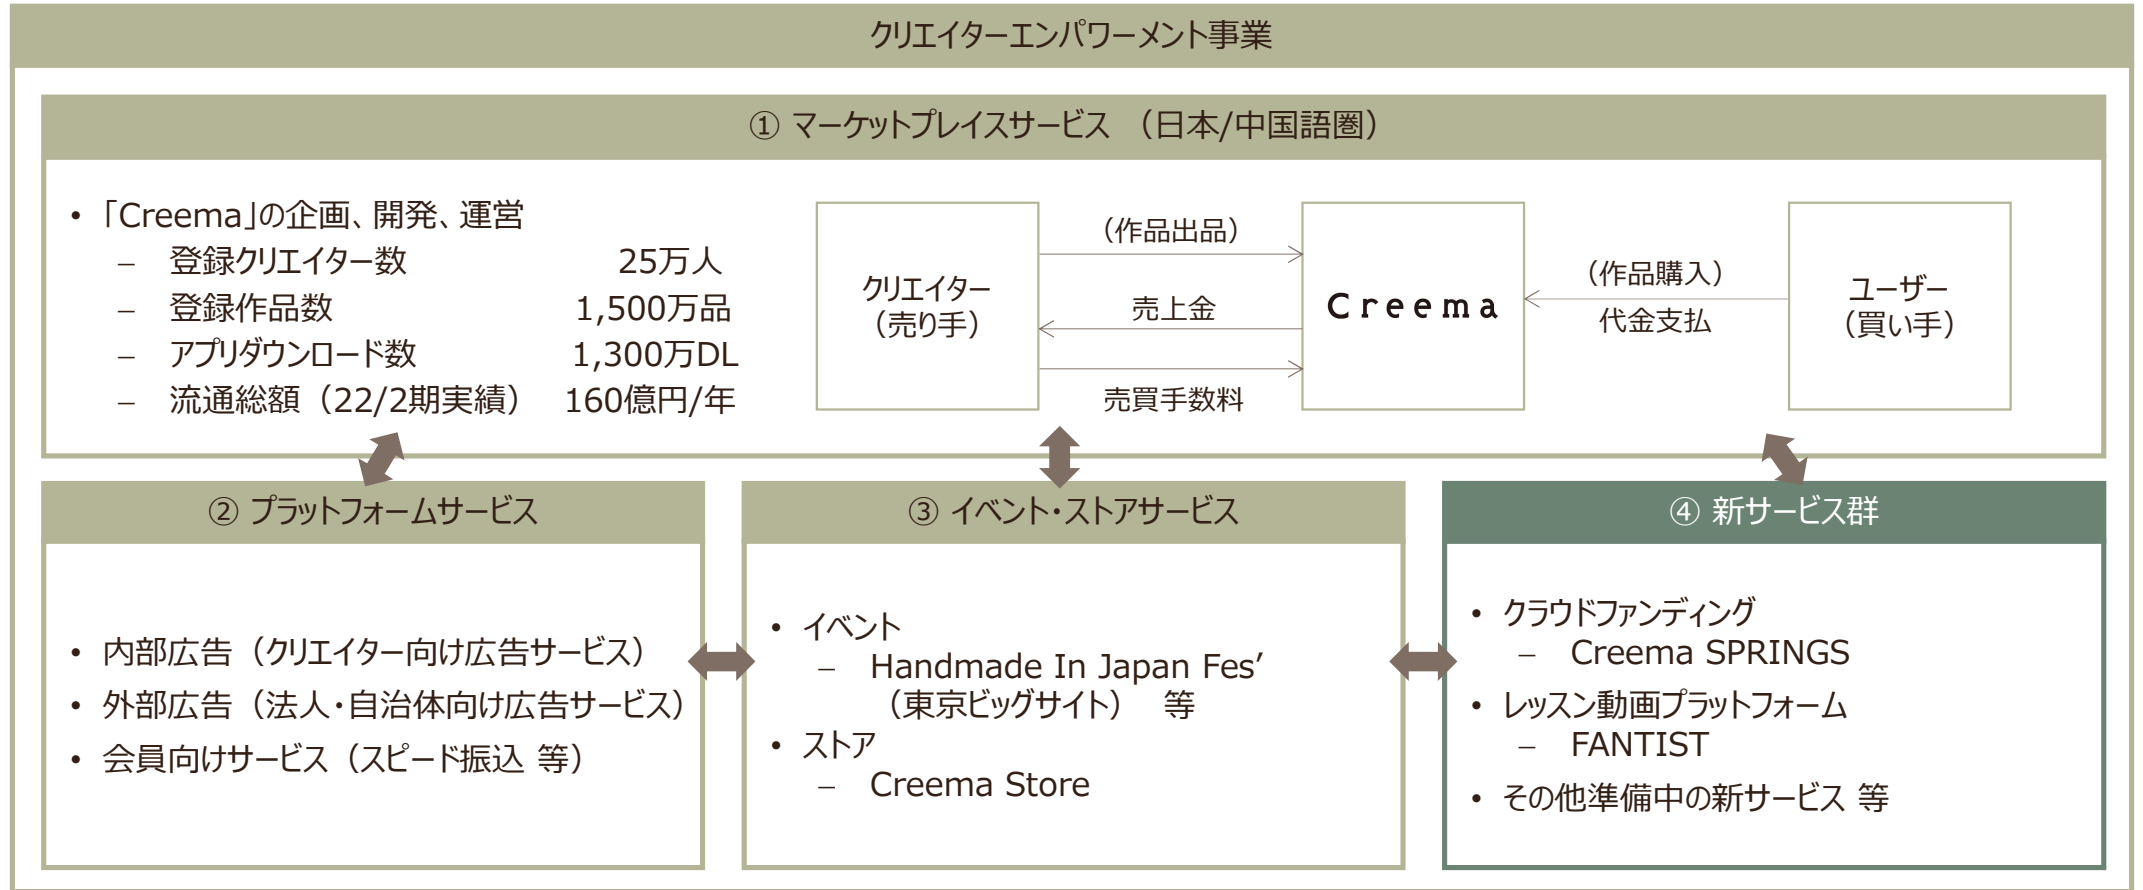 クリエイターエンパワーメント事業
① マーケットプレイスサービス （日本/中国語圏）
• 「Creema」の企画、開発、運営
– 登録クリエイター数 25万人
– 登録作品数 1,500万品
– アプリダウンロード数 1,300万DL
– 流通総額（22/2期実績） 160億円/年
クリエイター
（売り手）
（作品出品）
売上金
売買手数料
Creema
（作品購入）
代金支払
ユーザー
（買い手）
② プラットフォームサービス
• 内部広告（クリエイター向け広告サービス）
• 外部広告（法人・自治体向け広告サービス）
• 会員向けサービス（スピード振込 等）
③ イベント・ストアサービス
• イベント
– Handmade In Japan Fes’
（東京ビッグサイト） 等
• ストア
– Creema Store
④ 新サービス群
• クラウドファンディング
– Creema SPRINGS
• レッスン動画プラットフォーム
– FANTIST
• その他準備中の新サービス 等